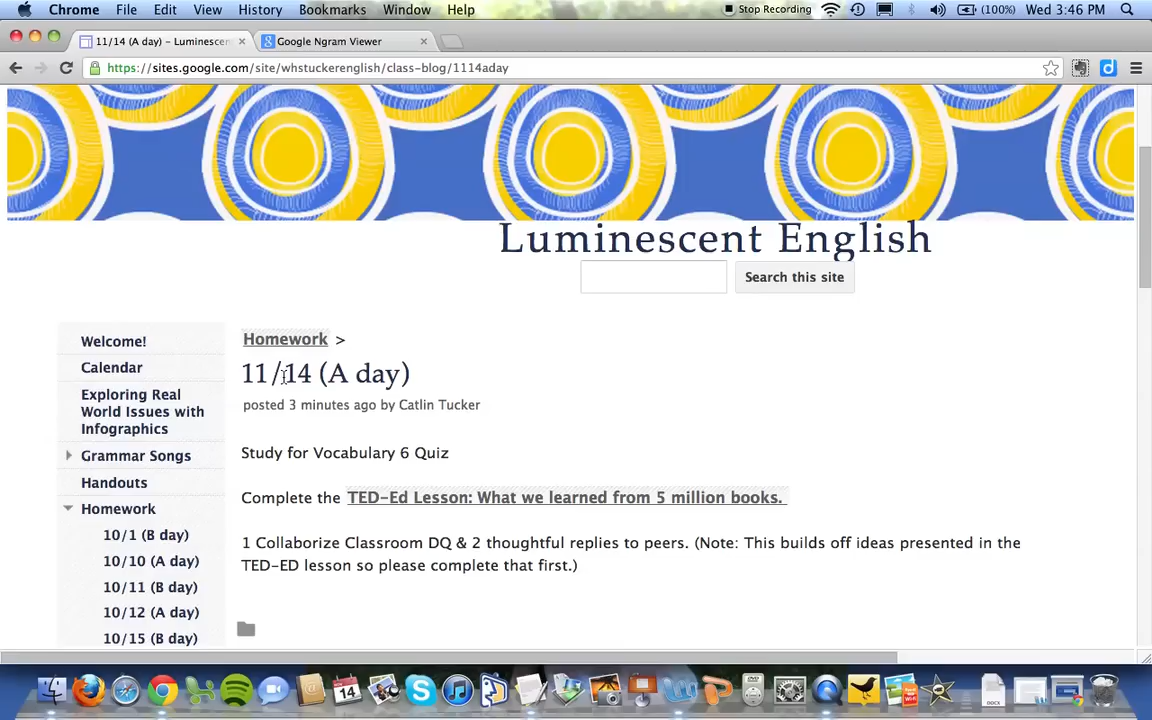 Chrome File Edit View History Bookmarks Window Help Stop Recording (100%) Wed 3:46 PM
11/14 (A day) – Luminescen Google Ngram Viewer
https://sites.google.com/site/whstuckerenglish/class-blog/1114aday
Luminescent English
Search this site
Welcome!
Calendar
Exploring Real
World Issues with
Infographics
Grammar Songs
Handouts
Homework
10/1 (B day)
10/10 (A day)
10/11 (B day)
10/12 (A day)
10/15 (B day)
Homework >
11/14 (A day)
posted 3 minutes ago by Catlin Tucker
Study for Vocabulary 6 Quiz
Complete the TED-Ed Lesson: What we learned from 5 million books.
1 Collaborize Classroom DQ & 2 thoughtful replies to peers. (Note: This builds off ideas presented in the
TED-ED lesson so please complete that first.)
14
DOCX